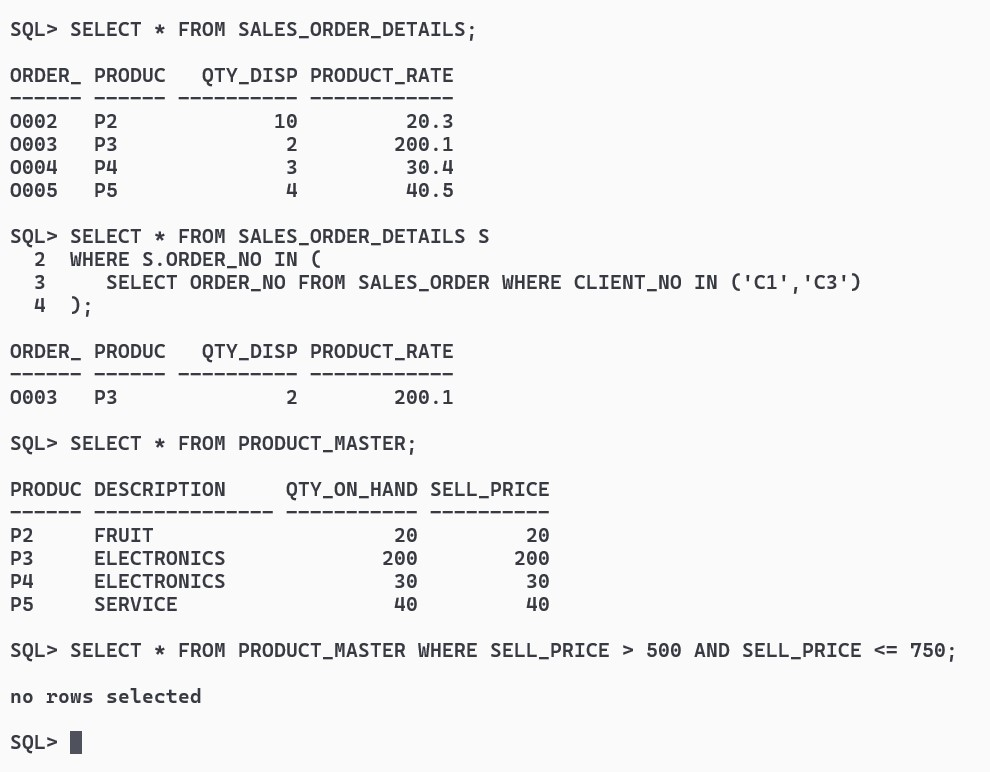 SQL> SELECT * FROM SALES_ORDER_DETAILS;

ORDER_ PRODUC   QTY_DISP PRODUCT_RATE
------ ------ ---------- ------------
O002   P2             10         20.3
O003   P3              2        200.1
O004   P4              3         30.4
O005   P5              4         40.5

SQL> SELECT * FROM SALES_ORDER_DETAILS S
  2  WHERE S.ORDER_NO IN (
  3     SELECT ORDER_NO FROM SALES_ORDER WHERE CLIENT_NO IN ('C1','C3')
  4  );

ORDER_ PRODUC   QTY_DISP PRODUCT_RATE
------ ------ ---------- ------------
O003   P3              2        200.1

SQL> SELECT * FROM PRODUCT_MASTER;

PRODUC DESCRIPTION     QTY_ON_HAND SELL_PRICE
------ --------------- ----------- ----------
P2     FRUIT                    20         20
P3     ELECTRONICS             200        200
P4     ELECTRONICS              30         30
P5     SERVICE                  40         40

SQL> SELECT * FROM PRODUCT_MASTER WHERE SELL_PRICE > 500 AND SELL_PRICE <= 750;

no rows selected

SQL>